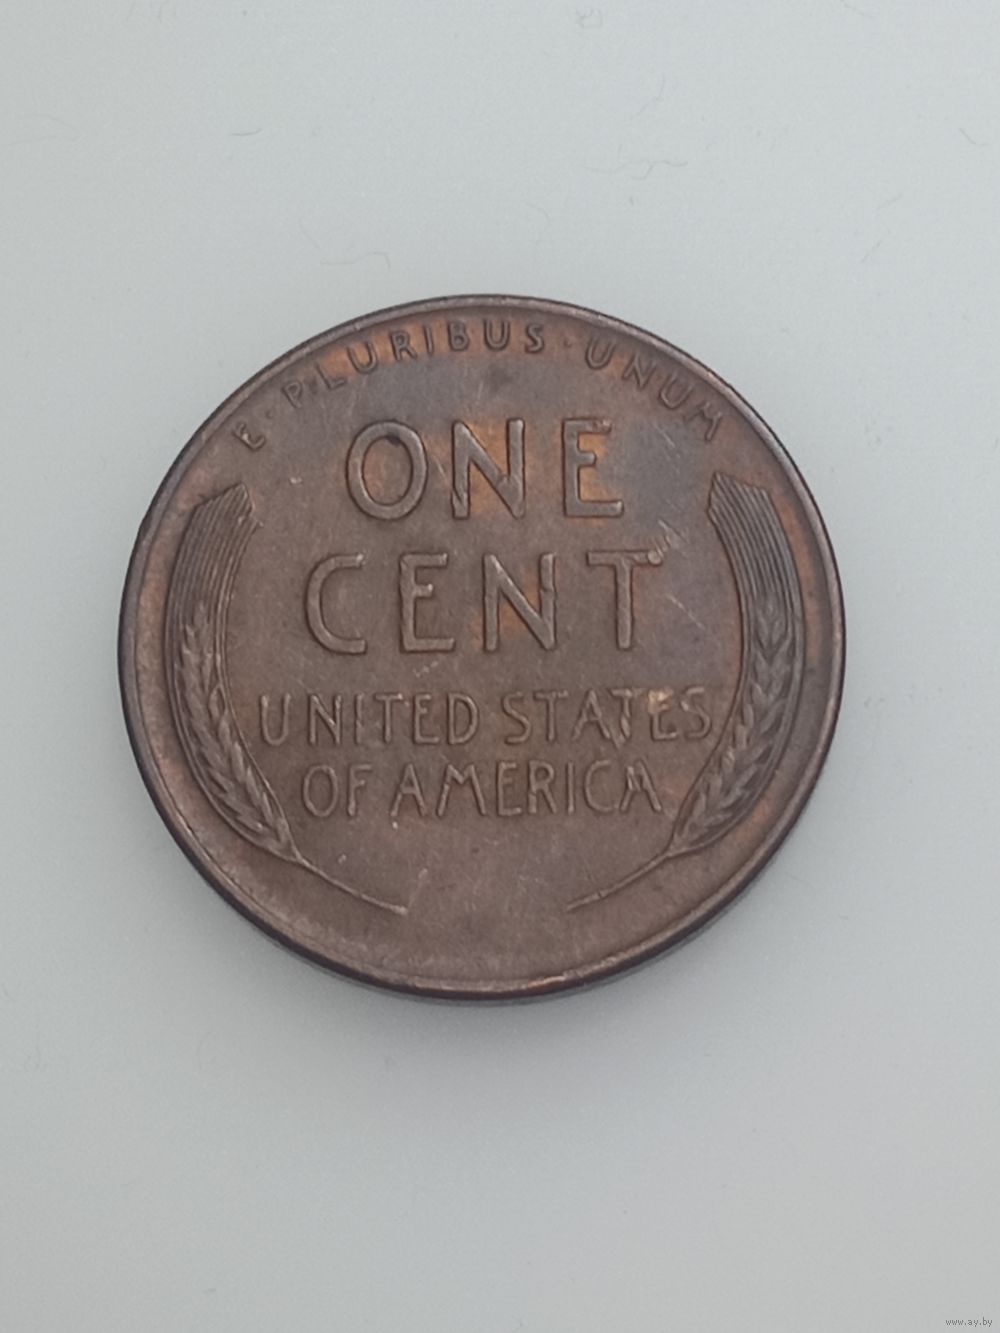 E · PLURIBUS · UNUM
ONE
CENT
UNITED STATES
OF AMERICA
www.ay.by